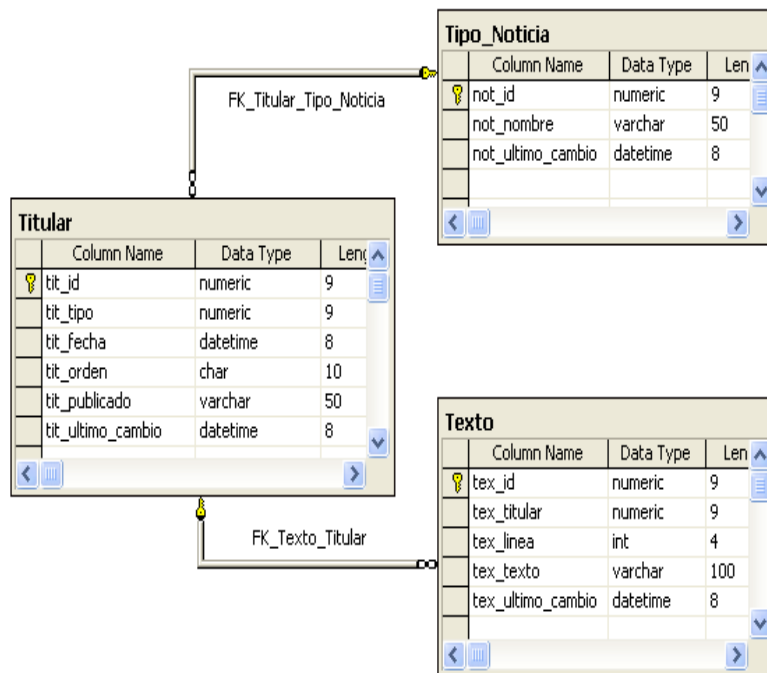 Tipo_Noticia
Column Name Data Type Len
not_id numeric 9
not_nombre varchar 50
not_ultimo_cambio datetime 8
FK_Titular_Tipo_Noticia
Titular
Column Name Data Type Leng
tit_id numeric 9
tit_tipo numeric 9
tit_fecha datetime 8
tit_orden char 10
tit_publicado varchar 50
tit_ultimo_cambio datetime 8
FK_Texto_Titular
Texto
Column Name Data Type Len
tex_id numeric 9
tex_titular numeric 9
tex_linea int 4
tex_texto varchar 100
tex_ultimo_cambio datetime 8